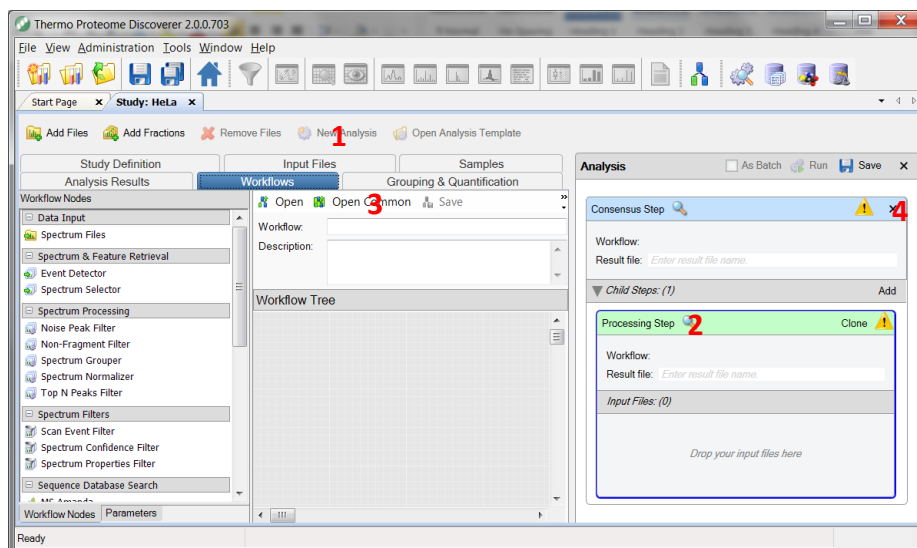 Thermo Proteome Discoverer 2.0.0.703
File View Administration Tools Window Help
Start Page x Study: HeLa x
Add Files Add Fractions Remove Files New Analysis Open Analysis Template
1
Study Definition Input Files Samples
Analysis Results Workflows Grouping & Quantification
Workflow Nodes
Data Input
Spectrum Files
Spectrum & Feature Retrieval
Event Detector
Spectrum Selector
Spectrum Processing
Noise Peak Filter
Non-Fragment Filter
Spectrum Grouper
Spectrum Normalizer
Top N Peaks Filter
Spectrum Filters
Scan Event Filter
Spectrum Confidence Filter
Spectrum Properties Filter
Sequence Database Search
MS Amanda
Workflow Nodes Parameters
Open Open Common Save
3
Workflow:
Description:
Workflow Tree
Analysis As Batch Run Save x
Consensus Step
4
Workflow:
Result file: Enter result file name.
Child Steps: (1) Add
Processing Step Clone
2
Workflow:
Result file: Enter result file name.
Input Files: (0)
Drop your input files here
Ready